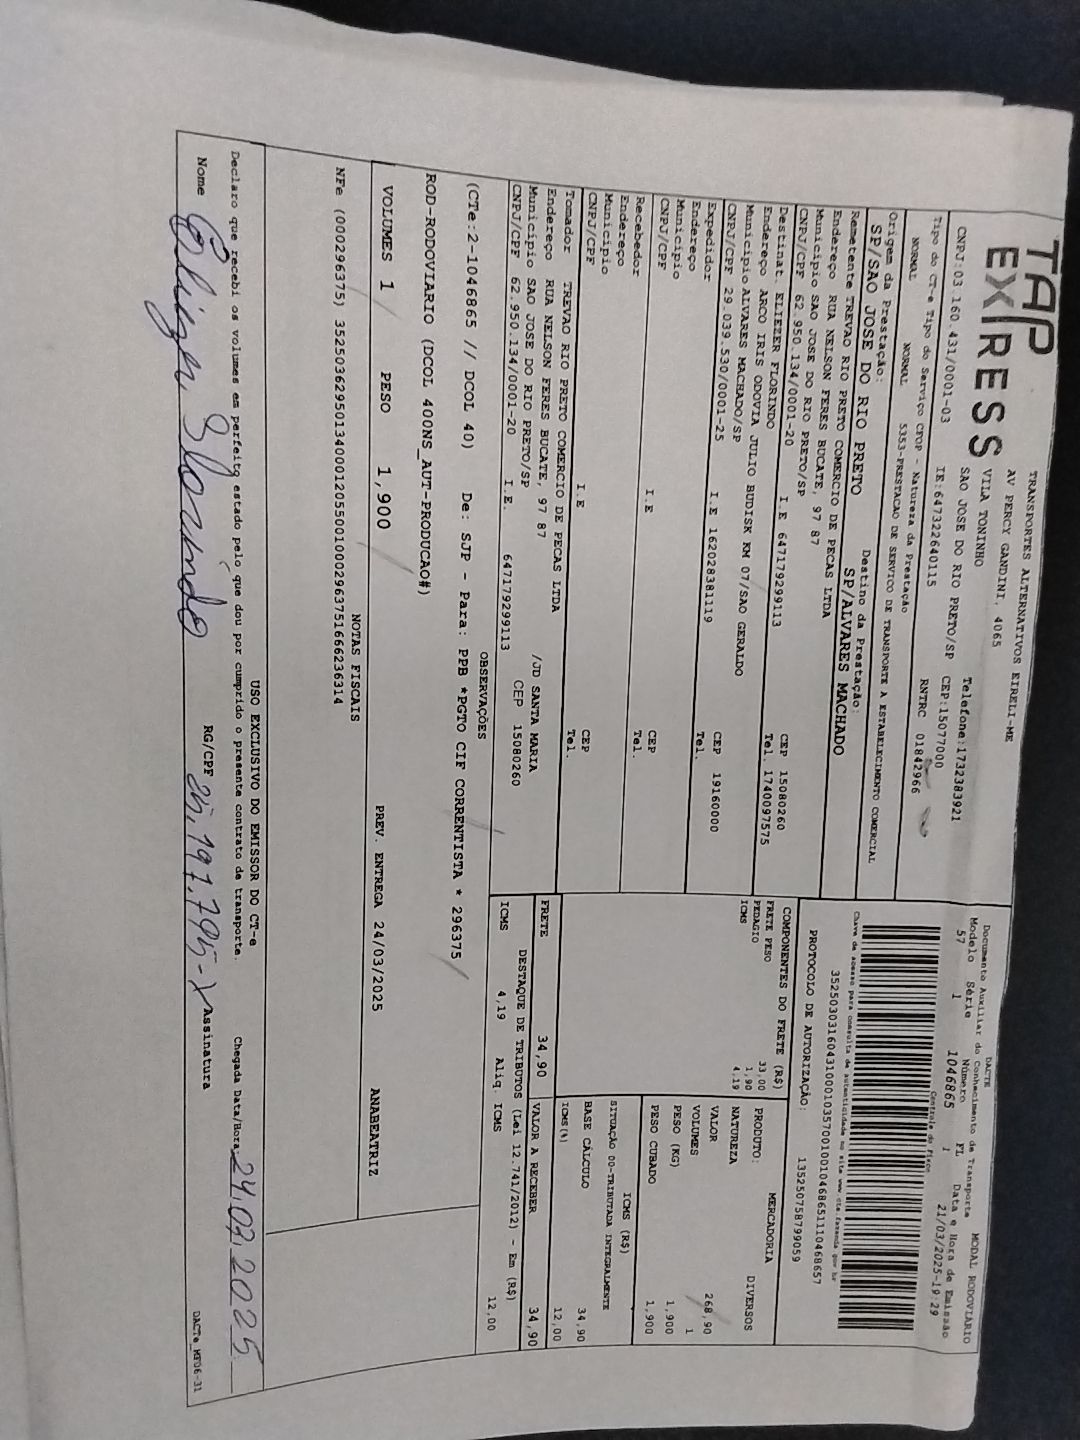 TAP
EXPRESS
TRANSPORTES ALTERNATIVOS EIRELI-ME
AV PERCY GANDINI, 4065
VILA TONINHO Telefone:1732383921
SAO JOSE DO RIO PRETO/SP CEP:15077000
CNPJ:03.160.431/0001-03 IE:647322640115 RNTRC 01842966
Tipo do CT-e Tipo do Serviço CFOP - Natureza da Prestação
NORMAL NORMAL 5353-PRESTACAO DE SERVICO DE TRANSPORTE A ESTABELECIMENTO COMERCIAL
Origem da Prestação: Destino da Prestação:
SP/SAO JOSE DO RIO PRETO SP/ALVARES MACHADO
Remetente TREVAO RIO PRETO COMERCIO DE PECAS LTDA
Endereço RUA NELSON FERES BUCATE, 97 87
Municipio SAO JOSE DO RIO PRETO/SP CEP 15080260
CNPJ/CPF 62.950.134/0001-20 I.E 647179299113 Tel. 1740097575
Destinat. ELIEZER FLORINDO
Endereço ARCO IRIS ODOVIA JULIO BUDISK KM 07/SAO GERALDO
Municipio ALVARES MACHADO/SP CEP 19160000
CNPJ/CPF 29.039.530/0001-25 I.E 162028381119 Tel.
Expedidor
Endereço
Municipio CEP
CNPJ/CPF I.E Tel.
Recebedor
Endereço
Municipio CEP
CNPJ/CPF I.E Tel.
Tomador TREVAO RIO PRETO COMERCIO DE PECAS LTDA
Endereço RUA NELSON FERES BUCATE, 97 87 /JD SANTA MARIA
Municipio SAO JOSE DO RIO PRETO/SP CEP 15080260
CNPJ/CPF 62.950.134/0001-20 I.E. 647179299113
DACTE MODAL RODOVIARIO
Documento Auxiliar do Conhecimento de Transporte
Modelo Série Número FL Data e Hora de Emissão
57 1 1046865 1 21/03/2025-19:29
Controle do Fisco
Chave de acesso para consulta de autenticidade no site www.cte.fazenda.gov.br
35250303160431000103570010010468651110468657
PROTOCOLO DE AUTORIZAÇÃO: 135250758799059
COMPONENTES DO FRETE (R$)
FRETE PESO 33,00
PEDAGIO 1,90
ICMS 4,19
PRODUTO: MERCADORIA
NATUREZA DIVERSOS
VALOR 268,90
VOLUMES 1
PESO (KG) 1,900
PESO CUBADO 1,900
ICMS (R$)
SITUAÇÃO 00-TRIBUTADA INTEGRALMENTE
BASE CÁLCULO 34,90
ICMS(%) 12,00
FRETE 34,90 VALOR A RECEBER 34,90
DESTAQUE DE TRIBUTOS (Lei 12.741/2012) - Em (R$)
ICMS 4,19 Aliq ICMS 12,00
OBSERVAÇÕES
(CTe:2-1046865 // DCOL 40) De: SJP - Para: PPB *PGTO CIF CORRENTISTA * 296375
ROD-RODOVIARIO (DCOL 400NS_AUT-PRODUCAO#)
VOLUMES 1 PESO 1,900 PREV. ENTREGA 24/03/2025 ANABEATRIZ
NOTAS FISCAIS
NFe (000296375) 35250362950134000120550010002963751666236314
USO EXCLUSIVO DO EMISSOR DO CT-e
Declaro que recebi os volumes em perfeito estado pelo que dou por cumprido o presente contrato de transporte. Chegada Data/Hora 24.03.2025
Nome Eliezer Florindo RG/CPF 25.197.795-X Assinatura
DACTe_MF06-31